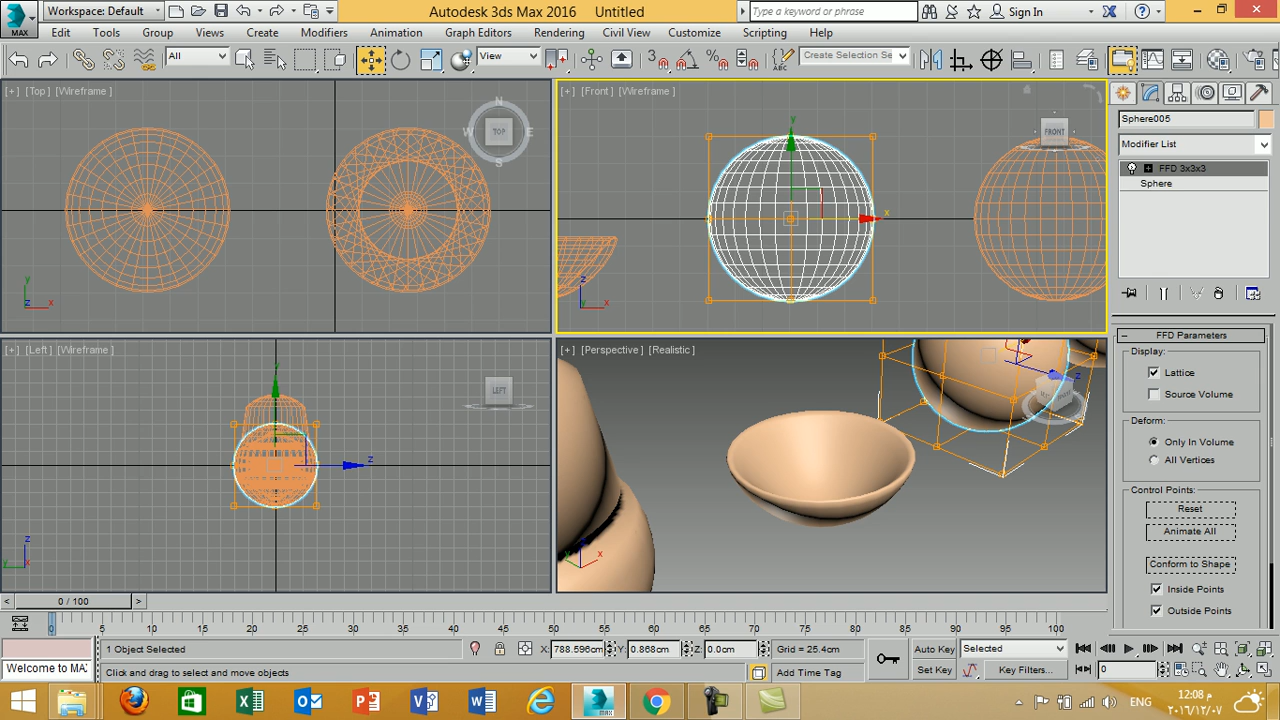 MAX
Workspace: Default
Autodesk 3ds Max 2016
Untitled
Type a keyword or phrase
Sign In
Edit
Tools
Group
Views
Create
Modifiers
Animation
Graph Editors
Rendering
Civil View
Customize
Scripting
Help
All
View
3
Create Selection Se
[+] [Top] [Wireframe]
N
W
TOP
E
S
y
z
x
[+] [Front] [Wireframe]
FRONT
y
x
z
x
Sphere005
Modifier List
FFD 3x3x3
Sphere
[+] [Left] [Wireframe]
LEFT
z
z
y
[+] [Perspective] [Realistic]
z
z
x
FFD Parameters
Display:
Lattice
Source Volume
Deform:
Only In Volume
All Vertices
Control Points:
Reset
Animate All
Conform to Shape
Inside Points
Outside Points
< 0 / 100 >
0 5 10 15 20 25 30 35 40 45 50 55 60 65 70 75 80 85 90 95 100
1 Object Selected
X: 788.596cm
Y: 0.868cm
Z: 0.0cm
Grid = 25.4cm
Auto Key
Selected
Welcome to MAX
Click and drag to select and move objects
Add Time Tag
Set Key
Key Filters...
0
ENG
12:08 م
٢٠١٦/١٢/٠٧